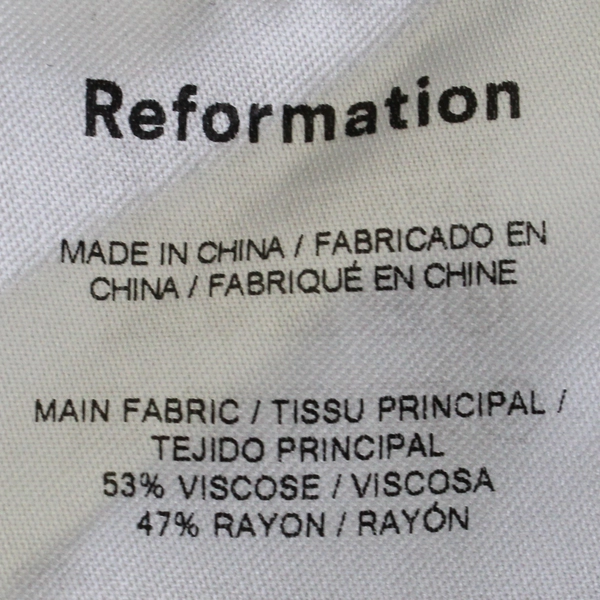 Reformation
MADE IN CHINA / FABRICADO EN
CHINA / FABRIQUÉ EN CHINE
MAIN FABRIC / TISSU PRINCIPAL /
TEJIDO PRINCIPAL
53% VISCOSE / VISCOSA
47% RAYON / RAYÓN